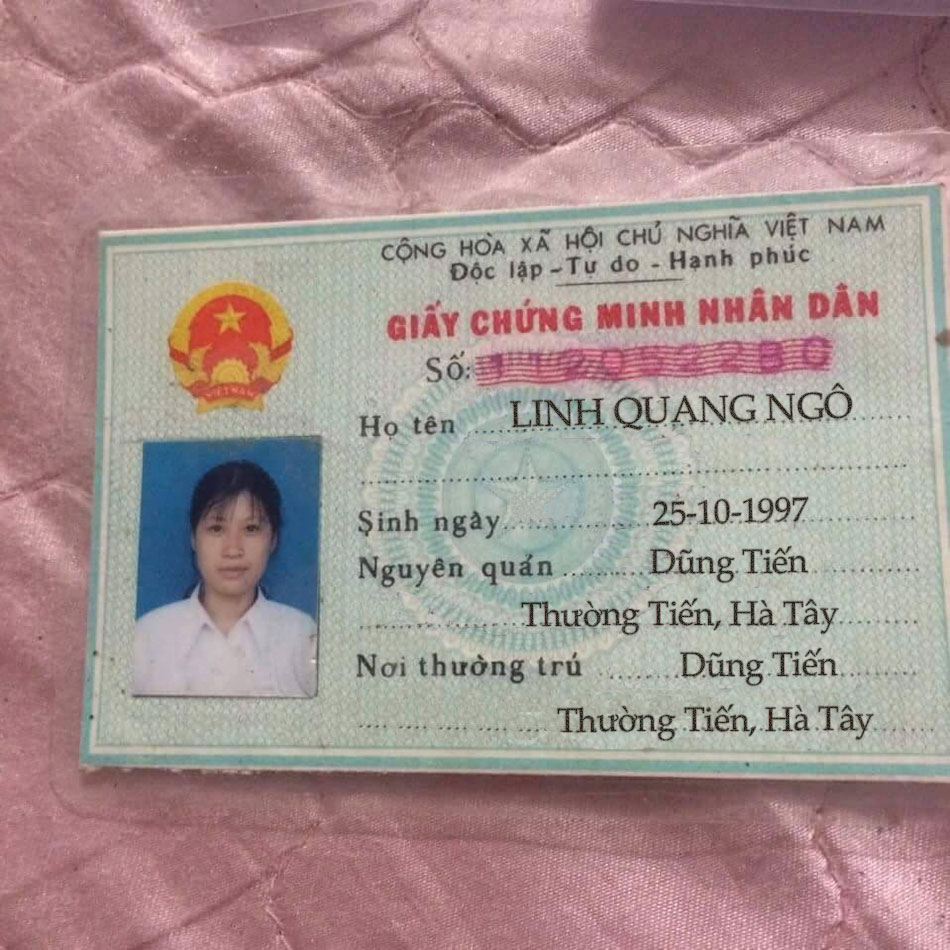 CỘNG HÒA XÃ HỘI CHỦ NGHĨA VIỆT NAM
Độc lập - Tự do - Hạnh phúc
GIẤY CHỨNG MINH NHÂN DÂN
VIỆT NAM
Số:
Họ tên LINH QUANG NGÔ
Sinh ngày 25-10-1997
Nguyên quán Dũng Tiến
Thường Tiến, Hà Tây
Nơi thường trú Dũng Tiến
Thường Tiến, Hà Tây